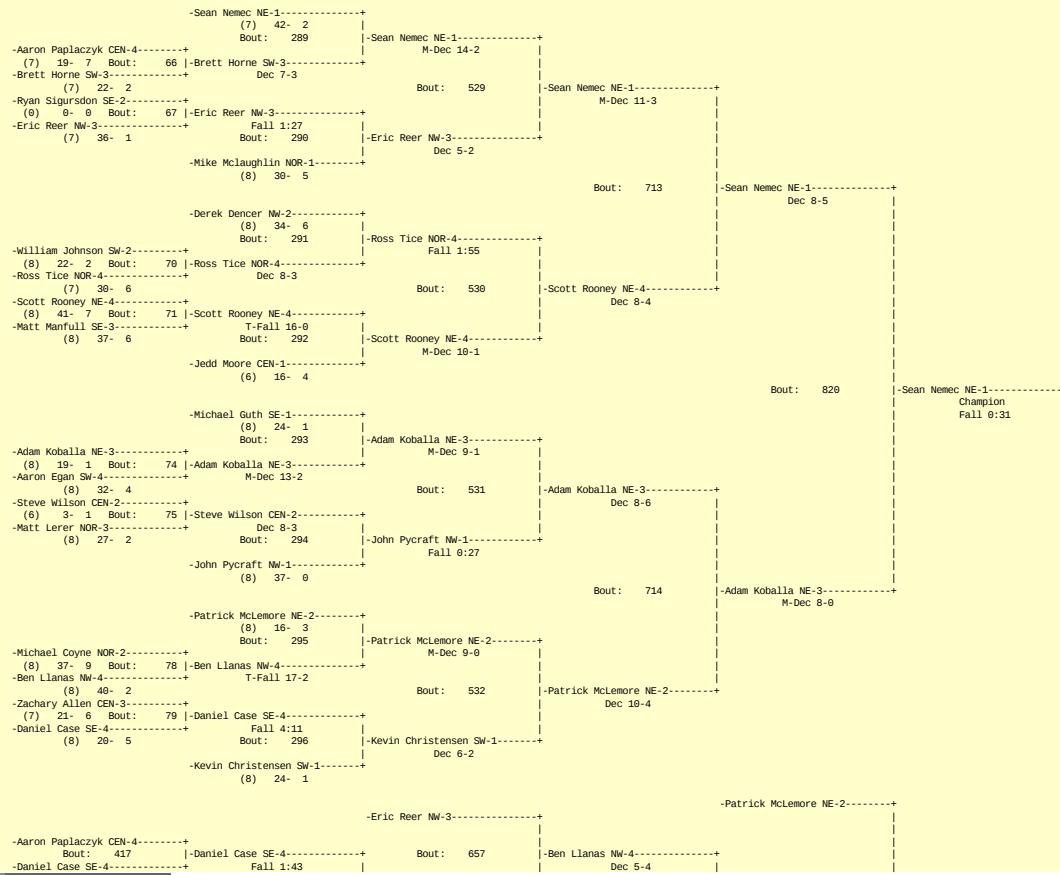 -Sean Nemec NE-1-------------+
(7)   42-  2                 |
Bout:     289        |-Sean Nemec NE-1-------------+
-Aaron Paplaczyk CEN-4--------+                             |         M-Dec 14-2          |
(7)   19-  7   Bout:     66 |-Brett Horne SW-3------------+                             |
-Brett Horne SW-3-------------+          Dec 7-3                                          |
(7)   22-  2                                               Bout:     529        |-Sean Nemec NE-1-------------+
-Ryan Sigursdon SE-2----------+                                                           |         M-Dec 11-3          |
(0)    0-  0   Bout:     67 |-Eric Reer NW-3--------------+                             |                             |
-Eric Reer NW-3---------------+         Fall 1:27           |                             |                             |
(7)   36-  1                  Bout:     290        |-Eric Reer NW-3--------------+                             |
|           Dec 5-2                                         |
-Mike Mclaughlin NOR-1--------+                                                           |
(8)   30-  5                                                                            |
Bout:     713        |-Sean Nemec NE-1-------------+
|           Dec 8-5           |
-Derek Dencer NW-2------------+                                                           |
(8)   34-  6                 |                                                           |
Bout:     291        |-Ross Tice NOR-4-------------+                             |
-William Johnson SW-2---------+                             |          Fall 1:55          |
(8)   22-  2   Bout:     70 |-Ross Tice NOR-4-------------+                             |
-Ross Tice NOR-4--------------+          Dec 8-3                                          |
(7)   30-  6                                               Bout:     530        |-Scott Rooney NE-4-----------+
-Scott Rooney NE-4------------+                                                           |           Dec 8-4
(8)   41-  7   Bout:     71 |-Scott Rooney NE-4-----------+                             |
-Matt Manfull SE-3------------+        T-Fall 16-0          |                             |
(8)   37-  6                  Bout:     292        |-Scott Rooney NE-4-----------+
|         M-Dec 10-1
-Jedd Moore CEN-1-------------+
(6)   16-  4
Bout:     820        |-Sean Nemec NE-1------------
Champion
-Michael Guth SE-1------------+          Fall 0:31
(8)   24-  1                 |
Bout:     293        |-Adam Koballa NE-3-----------+
-Adam Koballa NE-3------------+                             |          M-Dec 9-1          |
(8)   19-  1   Bout:     74 |-Adam Koballa NE-3-----------+                             |
-Aaron Egan SW-4--------------+        M-Dec 13-2                                         |
(8)   32-  4                                               Bout:     531        |-Adam Koballa NE-3-----------+
-Steve Wilson CEN-2-----------+                                                           |           Dec 8-6           |
(6)    3-  1   Bout:     75 |-Steve Wilson CEN-2----------+                             |
-Matt Lerer NOR-3-------------+          Dec 8-3            |                             |
(8)   27-  2                  Bout:     294        |-John Pycraft NW-1-----------+
|          Fall 0:27
-John Pycraft NW-1------------+
(8)   37-  0
Bout:     714        |-Adam Koballa NE-3-----------+
|          M-Dec 8-0
-Patrick McLemore NE-2--------+
(8)   16-  3                 |
Bout:     295        |-Patrick McLemore NE-2-------+
-Michael Coyne NOR-2----------+                             |          M-Dec 9-0          |
(8)   37-  9   Bout:     78 |-Ben Llanas NW-4-------------+                             |
-Ben Llanas NW-4--------------+        T-Fall 17-2                                        |
(8)   40-  2                                               Bout:     532        |-Patrick McLemore NE-2-------+
-Zachary Allen CEN-3----------+                                                           |          Dec 10-4
(7)   21-  6   Bout:     79 |-Daniel Case SE-4------------+                             |
-Daniel Case SE-4-------------+         Fall 4:11           |                             |
(8)   20-  5                  Bout:     296        |-Kevin Christensen SW-1------+
|           Dec 6-2
-Kevin Christensen SW-1-------+
(8)   24-  1
-Patrick McLemore NE-2-------+
-Eric Reer NW-3--------------+
-Aaron Paplaczyk CEN-4--------+
Bout:     417         |-Daniel Case SE-4------------+        Bout:     657        |-Ben Llanas NW-4-------------+
-Daniel Case SE-4-------------+         Fall 1:43           |                             |           Dec 5-4           |